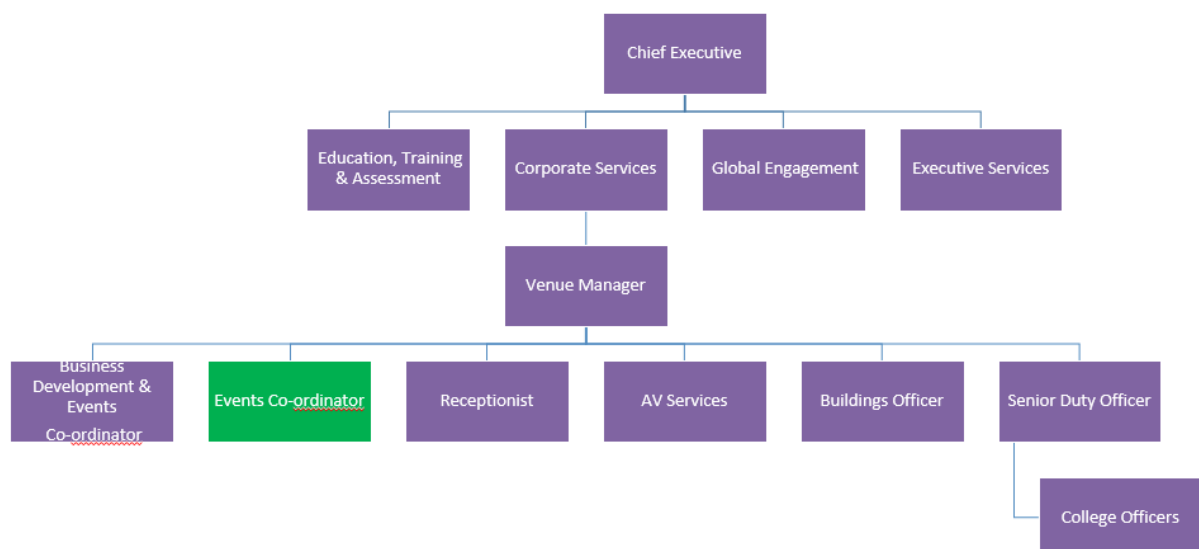 Chief Executive
Education, Training
& Assessment
Corporate Services
Global Engagement
Executive Services
Venue Manager
Business
Development &
Events
Co-ordinator
Events Co-ordinator
Receptionist
AV Services
Buildings Officer
Senior Duty Officer
College Officers